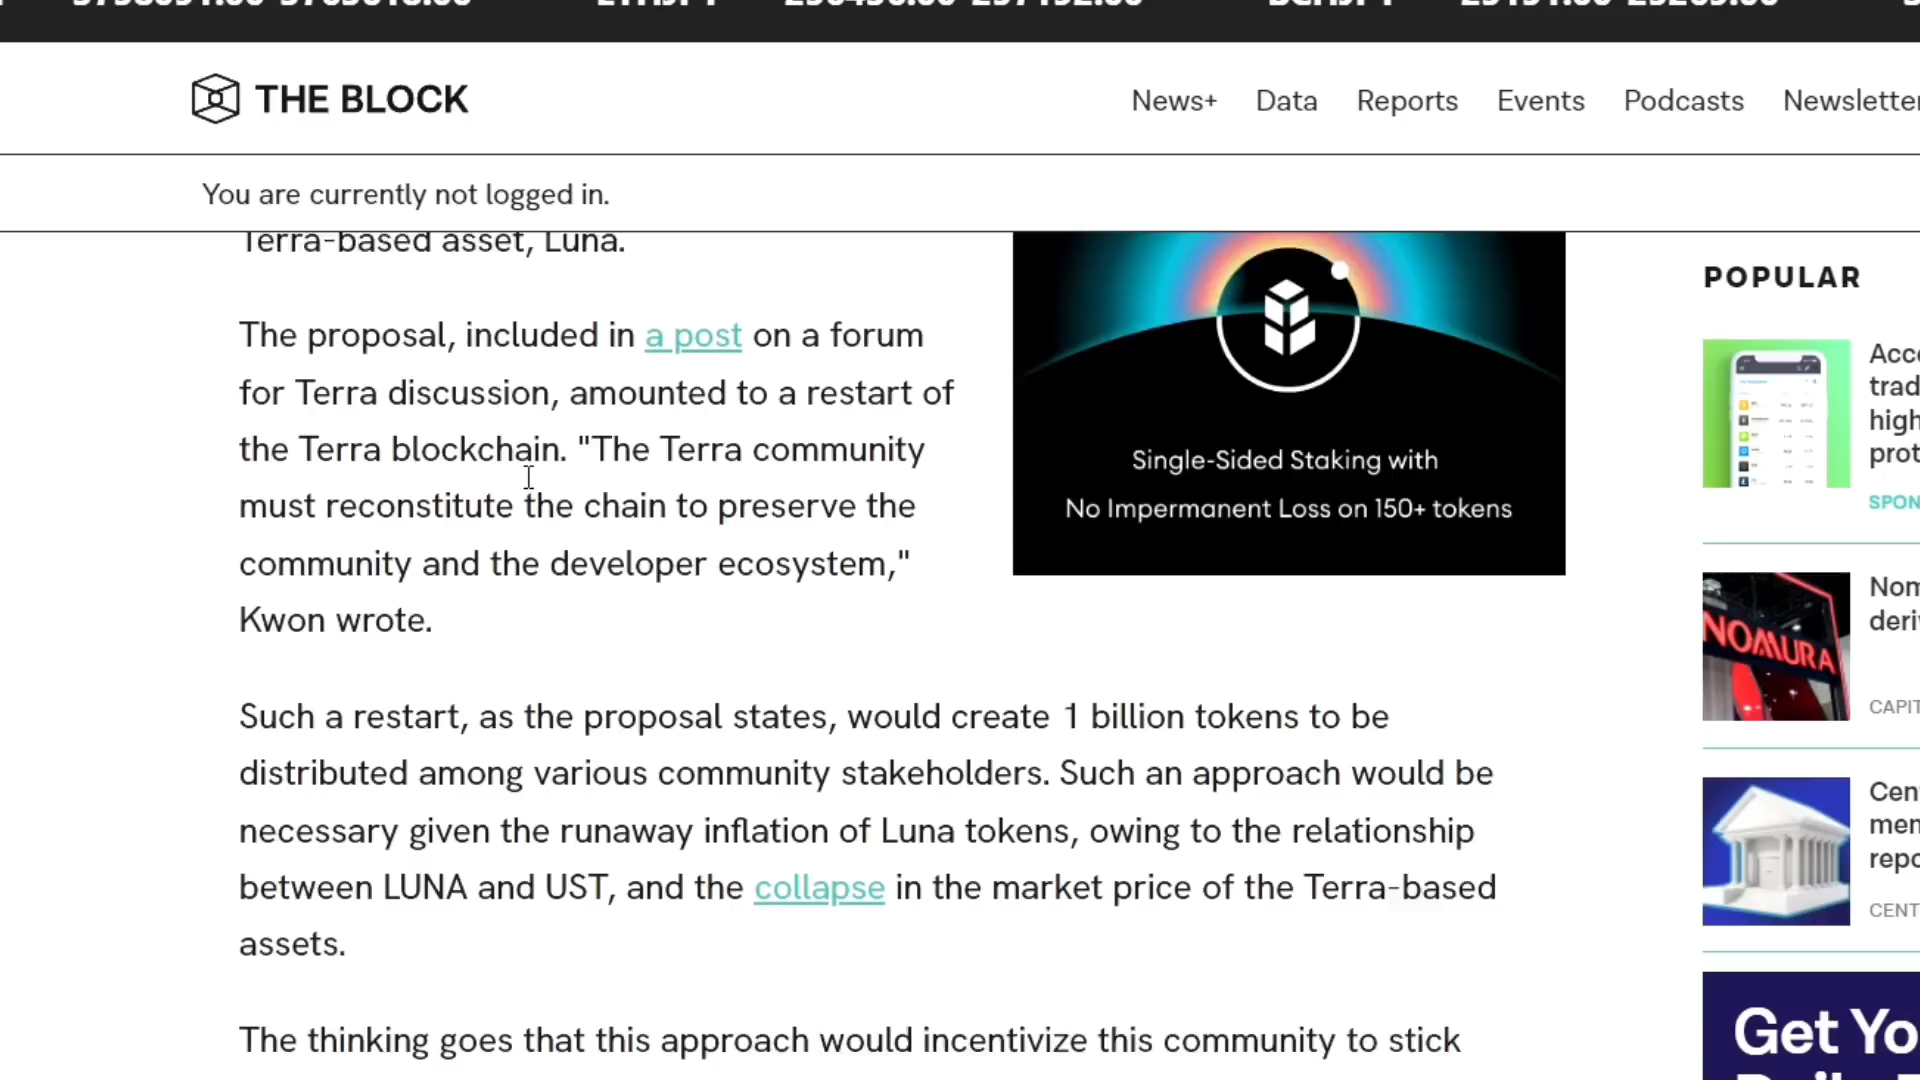 THE BLOCK
News+ Data Reports Events Podcasts
You are currently not logged in.
Terra-based asset, Luna.
The proposal, included in a post on a forum
for Terra discussion, amounted to a restart of
the Terra blockchain. "The Terra community
must reconstitute the chain to preserve the
community and the developer ecosystem,"
Kwon wrote.
Single-Sided Staking with
No Impermanent Loss on 150+ tokens
Such a restart, as the proposal states, would create 1 billion tokens to be
distributed among various community stakeholders. Such an approach would be
necessary given the runaway inflation of Luna tokens, owing to the relationship
between LUNA and UST, and the collapse in the market price of the Terra-based
assets.
The thinking goes that this approach would incentivize this community to stick
POPULAR
NOMURA
Get